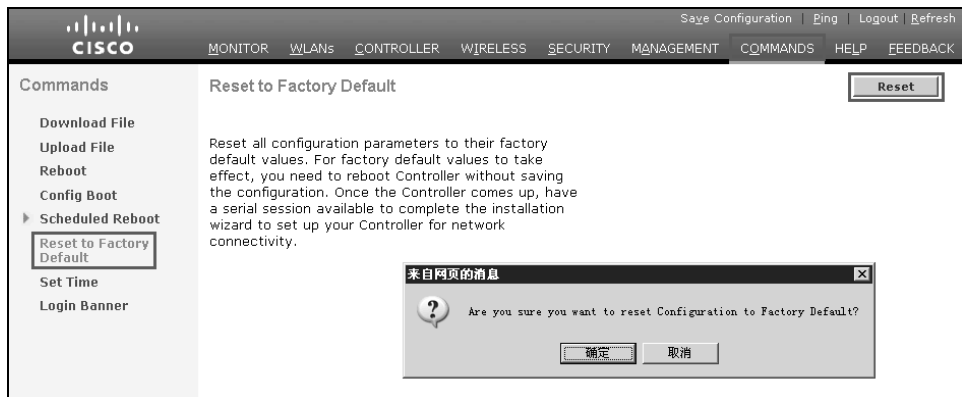 Save Configuration | Ping | Logout | Refresh
CISCO
MONITOR WLANs CONTROLLER WIRELESS SECURITY MANAGEMENT COMMANDS HELP FEEDBACK
Commands
Download File
Upload File
Reboot
Config Boot
Scheduled Reboot
Reset to Factory
Default
Set Time
Login Banner
Reset to Factory Default
Reset
Reset all configuration parameters to their factory
default values. For factory default values to take
effect, you need to reboot Controller without saving
the configuration. Once the Controller comes up, have
a serial session available to complete the installation
wizard to set up your Controller for network
connectivity.
来自网页的消息
Are you sure you want to reset Configuration to Factory Default?
确定 取消